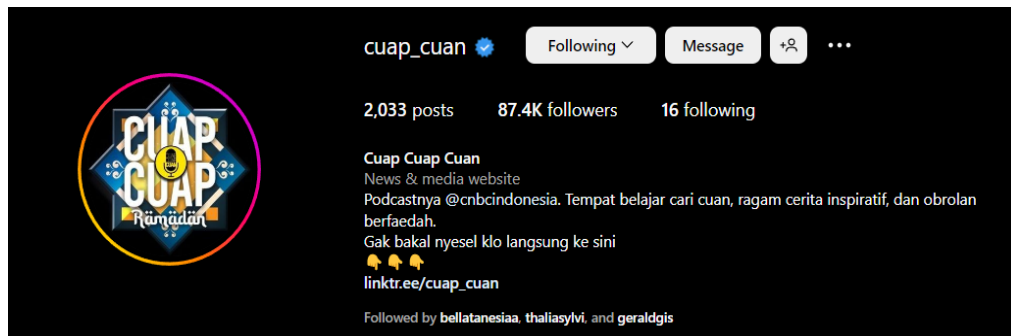 cuap_cuan
Following
Message
2,033 posts 87.4K followers 16 following
CUAP
CUAN
CUAP
Ramadan
Cuap Cuap Cuan
News & media website
Podcastnya @cnbcindonesia. Tempat belajar cari cuan, ragam cerita inspiratif, dan obrolan
berfaedah.
Gak bakal nyesel klo langsung ke sini
👇👇👇
linktr.ee/cuap_cuan
Followed by bellatanesiaa, thaliasylvi, and geraldgis